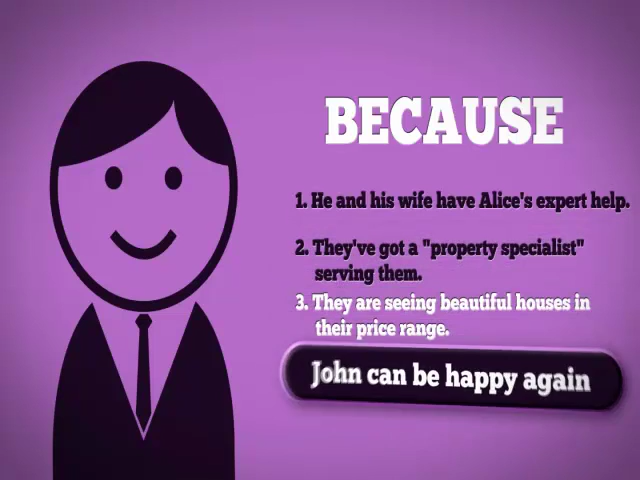 BECAUSE
1. He and his wife have Alice's expert help.
2. They've got a "property specialist"
serving them.
3. They are seeing beautiful houses in
their price range.
John can be happy again